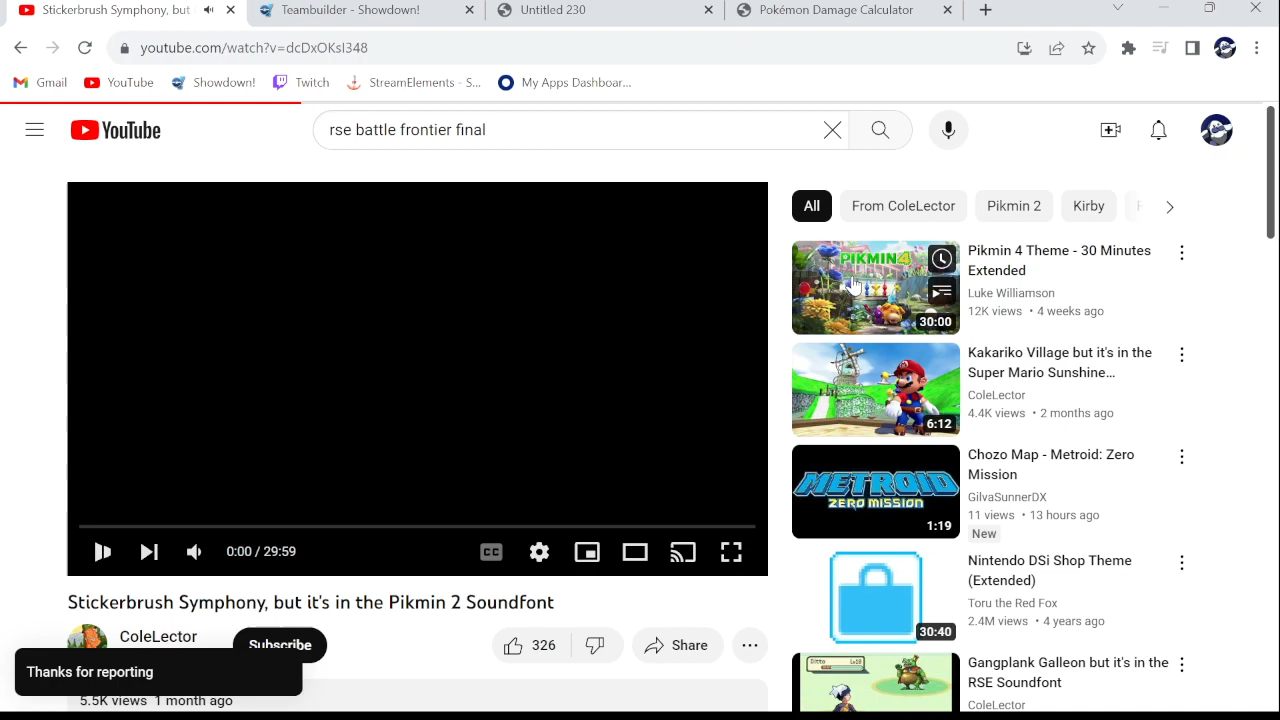 Stickerbrush Symphony, but
Teambuilder - Showdown!
Untitled 230
Pokémon Damage Calculator
youtube.com/watch?v=dcDxOKsI348
Gmail
YouTube
Showdown!
Twitch
StreamElements - S...
My Apps Dashboar...
YouTube
rse battle frontier final
All
From ColeLector
Pikmin 2
Kirby
PIKMIN 4
30:00
Pikmin 4 Theme - 30 Minutes
Extended
Luke Williamson
12K views • 4 weeks ago
6:12
Kakariko Village but it's in the
Super Mario Sunshine...
ColeLector
4.4K views • 2 months ago
METROID
ZERO MISSION
1:19
Chozo Map - Metroid: Zero
Mission
GilvaSunnerDX
11 views • 13 hours ago
New
30:40
Nintendo DSi Shop Theme
(Extended)
Toru the Red Fox
2.4M views • 4 years ago
Ditto
Gangplank Galleon but it's in the
RSE Soundfont
ColeLector
0:00 / 29:59
CC
Stickerbrush Symphony, but it's in the Pikmin 2 Soundfont
ColeLector
Subscribe
326
Share
Thanks for reporting
5.5K views 1 month ago